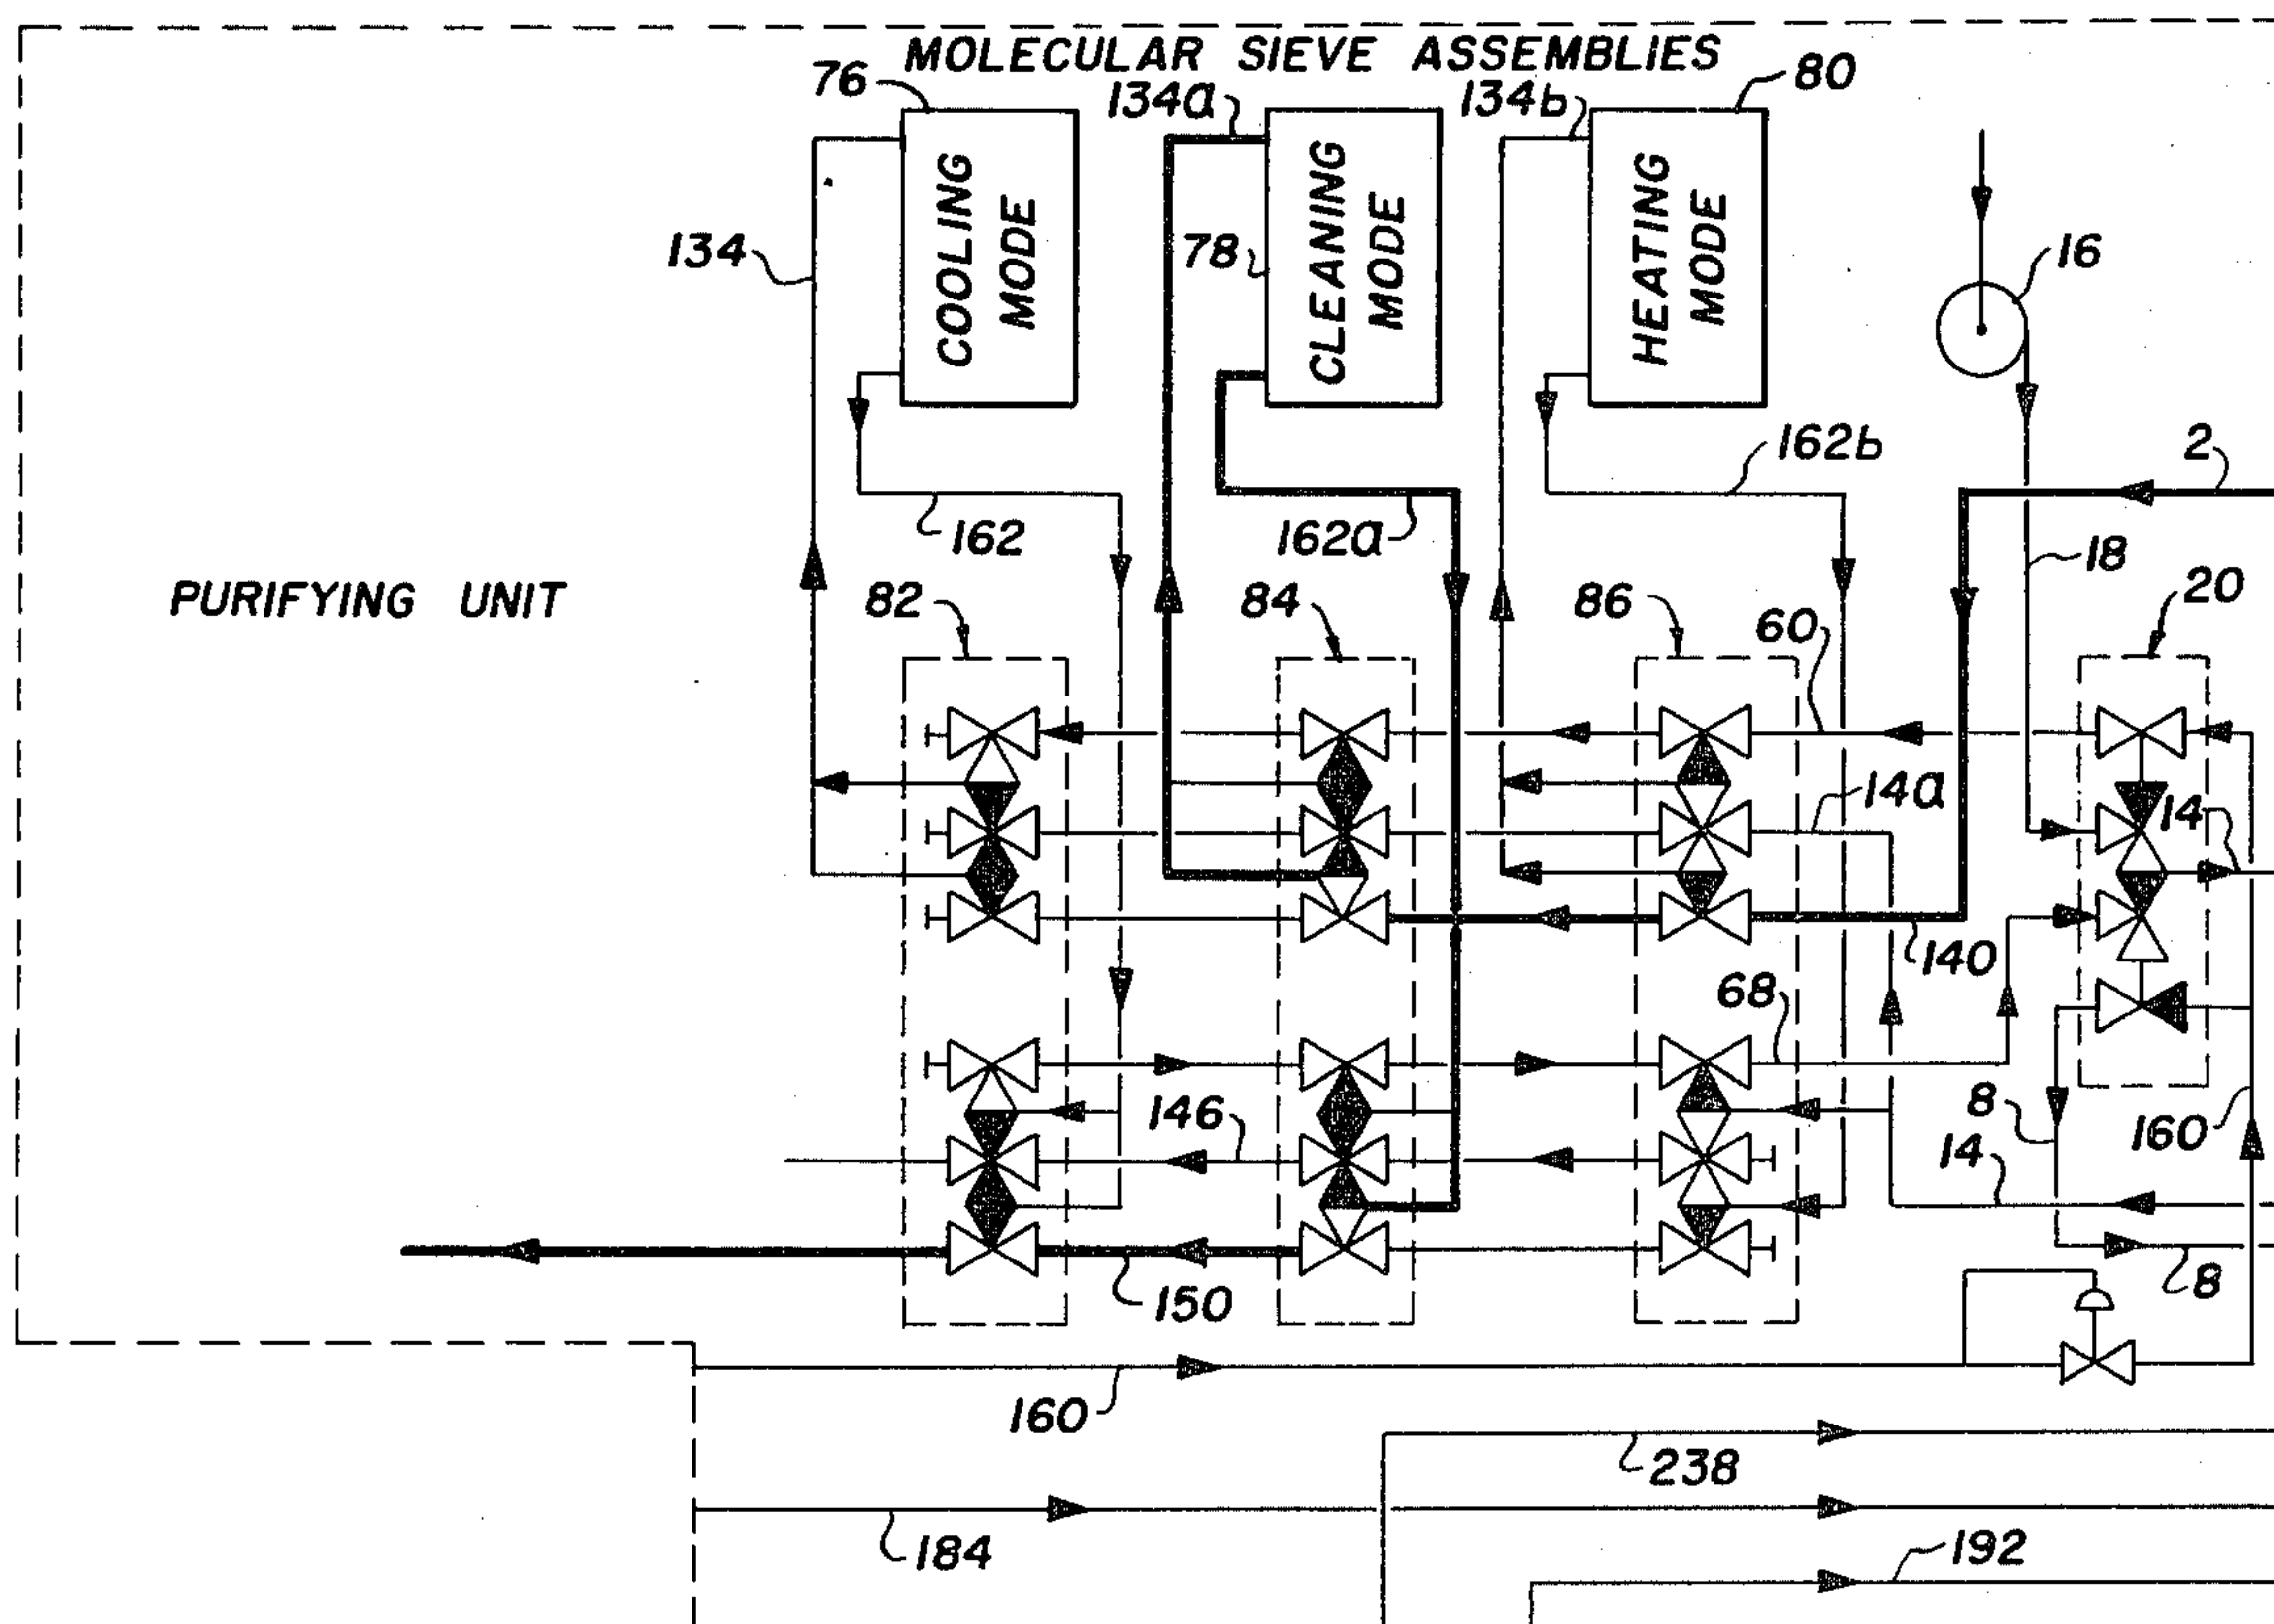 MOLECULAR SIEVE ASSEMBLIES
76
134a
134b
80
COOLING
MODE
CLEANING
MODE
HEATING
MODE
134
78
16
162
162a
162b
2
18
PURIFYING UNIT
82
84
86
60
20
14a
14
140
68
146
8
14
160
150
8
160
238
184
192